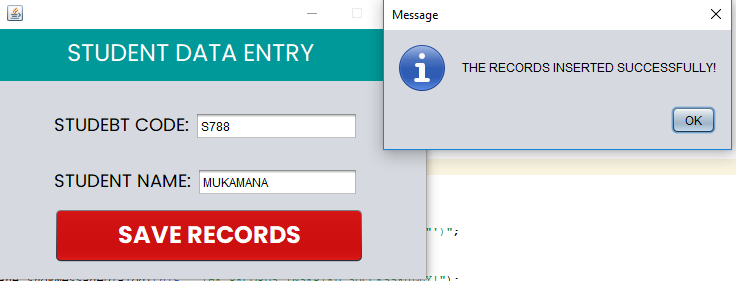 STUDENT DATA ENTRY
STUDEBT CODE: S788
STUDENT NAME: MUKAMANA
SAVE RECORDS
Message
THE RECORDS INSERTED SUCCESSFULLY!
OK
"')";